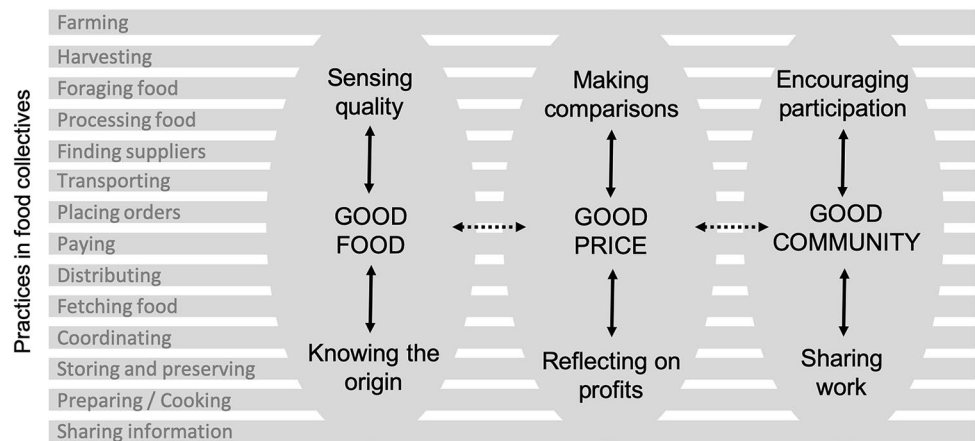 Practices in food collectives
Farming
Harvesting
Foraging food
Processing food
Finding suppliers
Transporting
Placing orders
Paying
Distributing
Fetching food
Coordinating
Storing and preserving
Preparing / Cooking
Sharing information
Sensing
quality
GOOD
FOOD
Knowing the
origin
Making
comparisons
GOOD
PRICE
Reflecting on
profits
Encouraging
participation
GOOD
COMMUNITY
Sharing
work